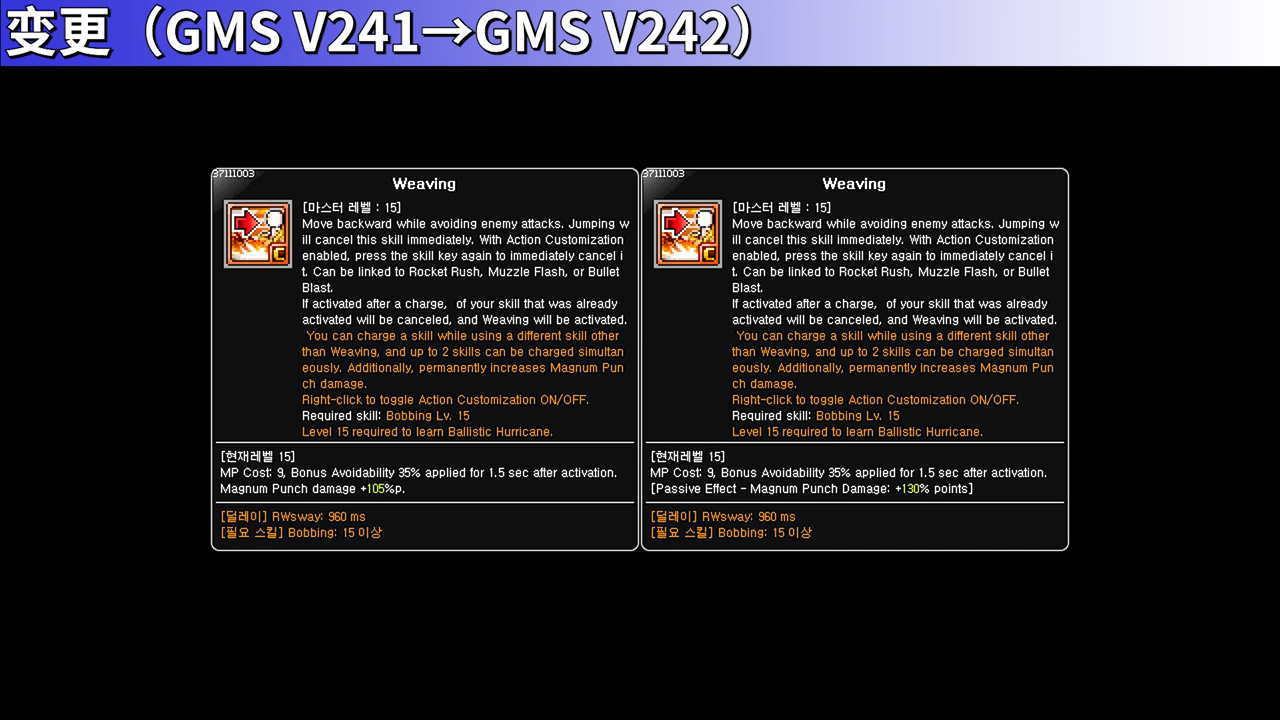 变更（GMS V241→GMS V242）
37111003
Weaving
[마스터 레벨 : 15]
Move backward while avoiding enemy attacks. Jumping w
ill cancel this skill immediately. With Action Customization
enabled, press the skill key again to immediately cancel i
t. Can be linked to Rocket Rush, Muzzle Flash, or Bullet
Blast.
If activated after a charge,  of your skill that was already
activated will be canceled, and Weaving will be activated.
You can charge a skill while using a different skill other
than Weaving, and up to 2 skills can be charged simultan
eously. Additionally, permanently increases Magnum Pun
ch damage.
Right-click to toggle Action Customization ON/OFF.
Required skill: Bobbing Lv. 15
Level 15 required to learn Ballistic Hurricane.
[현재레벨 15]
MP Cost: 9, Bonus Avoidability 35% applied for 1.5 sec after activation.
Magnum Punch damage +105%p.
[딜레이] RWsway: 960 ms
[필요 스킬] Bobbing: 15 이상
37111003
Weaving
[마스터 레벨 : 15]
Move backward while avoiding enemy attacks. Jumping w
ill cancel this skill immediately. With Action Customization
enabled, press the skill key again to immediately cancel i
t. Can be linked to Rocket Rush, Muzzle Flash, or Bullet
Blast.
If activated after a charge,  of your skill that was already
activated will be canceled, and Weaving will be activated.
You can charge a skill while using a different skill other
than Weaving, and up to 2 skills can be charged simultan
eously. Additionally, permanently increases Magnum Pun
ch damage.
Right-click to toggle Action Customization ON/OFF.
Required skill: Bobbing Lv. 15
Level 15 required to learn Ballistic Hurricane.
[현재레벨 15]
MP Cost: 9, Bonus Avoidability 35% applied for 1.5 sec after activation.
[Passive Effect - Magnum Punch Damage: +130% points]
[딜레이] RWsway: 960 ms
[필요 스킬] Bobbing: 15 이상